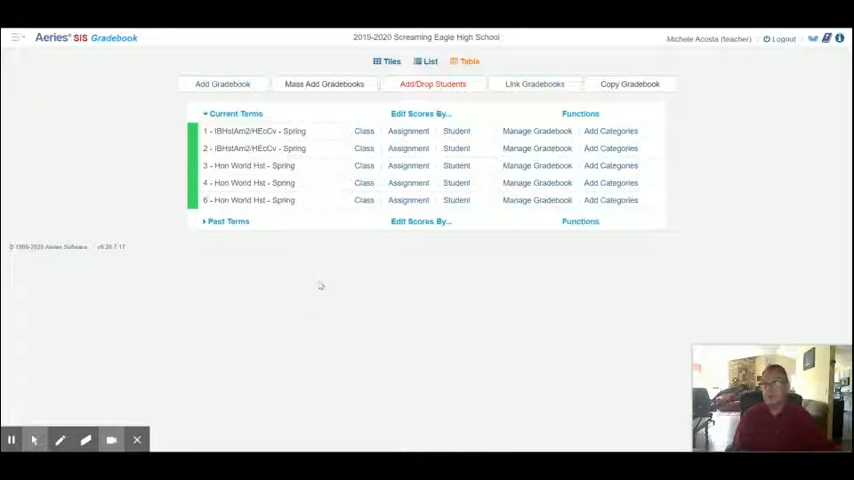 Aeries® SIS Gradebook
2019-2020 Screaming Eagle High School
Michele Acosta (teacher) Logout
Tiles List Table
Add Gradebook Mass Add Gradebooks Add/Drop Students Link Gradebooks Copy Gradebook
Current Terms Edit Scores By... Functions
1 - IBHstAm2/HEcCv - Spring Class Assignment Student Manage Gradebook Add Categories
2 - IBHstAm2/HEcCv - Spring Class Assignment Student Manage Gradebook Add Categories
3 - Hon World Hst - Spring Class Assignment Student Manage Gradebook Add Categories
4 - Hon World Hst - Spring Class Assignment Student Manage Gradebook Add Categories
6 - Hon World Hst - Spring Class Assignment Student Manage Gradebook Add Categories
Past Terms Edit Scores By... Functions
© 1995-2020 Aeries Software